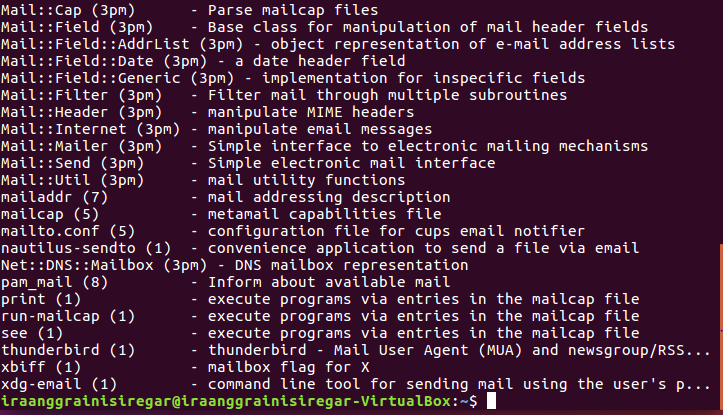 Mail::Cap (3pm)      - Parse mailcap files
Mail::Field (3pm)    - Base class for manipulation of mail header fields
Mail::Field::AddrList (3pm) - object representation of e-mail address lists
Mail::Field::Date (3pm) - a date header field
Mail::Field::Generic (3pm) - implementation for inspecific fields
Mail::Filter (3pm)   - Filter mail through multiple subroutines
Mail::Header (3pm)   - manipulate MIME headers
Mail::Internet (3pm) - manipulate email messages
Mail::Mailer (3pm)   - Simple interface to electronic mailing mechanisms
Mail::Send (3pm)     - Simple electronic mail interface
Mail::Util (3pm)     - mail utility functions
mailaddr (7)         - mail addressing description
mailcap (5)          - metamail capabilities file
mailto.conf (5)      - configuration file for cups email notifier
nautilus-sendto (1)  - convenience application to send a file via email
Net::DNS::Mailbox (3pm) - DNS mailbox representation
pam_mail (8)         - Inform about available mail
print (1)            - execute programs via entries in the mailcap file
run-mailcap (1)      - execute programs via entries in the mailcap file
see (1)              - execute programs via entries in the mailcap file
thunderbird (1)      - thunderbird - Mail User Agent (MUA) and newsgroup/RSS...
xbiff (1)            - mailbox flag for X
xdg-email (1)        - command line tool for sending mail using the user's p...
iraanggrainisiregar@iraanggrainisiregar-VirtualBox:~$